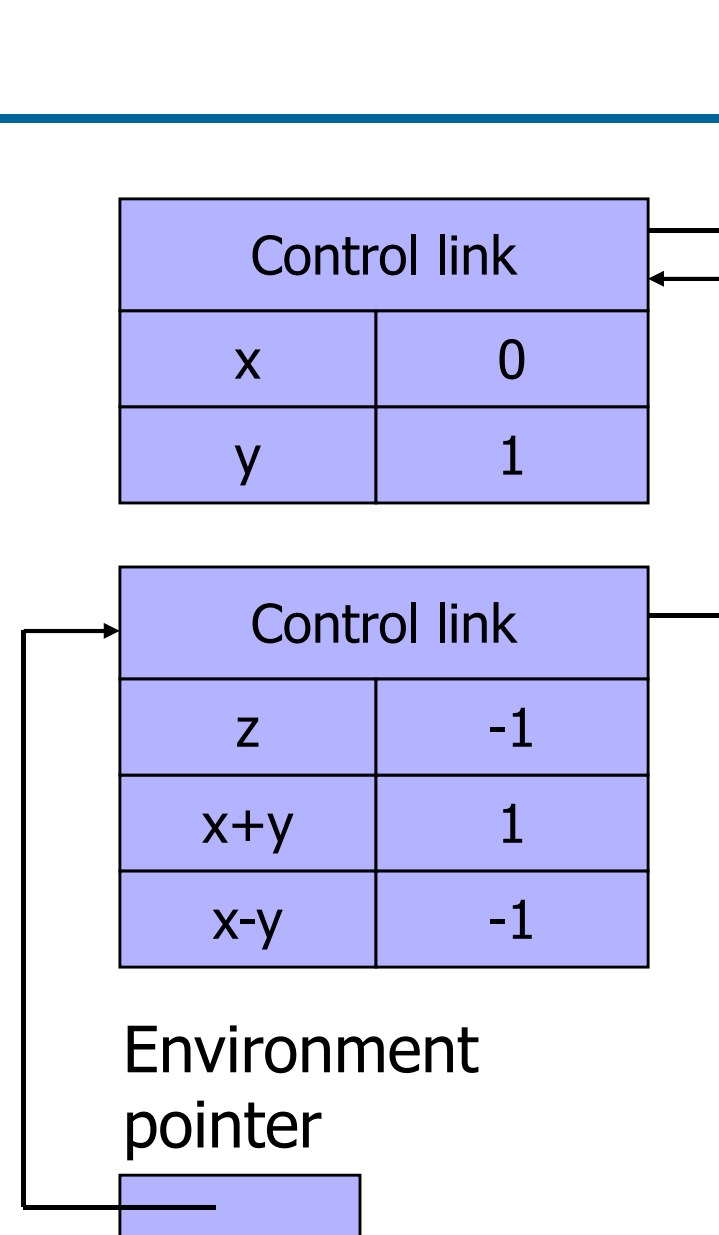 Control link
x 0
y 1
Control link
z -1
x+y 1
x-y -1
Environment
pointer